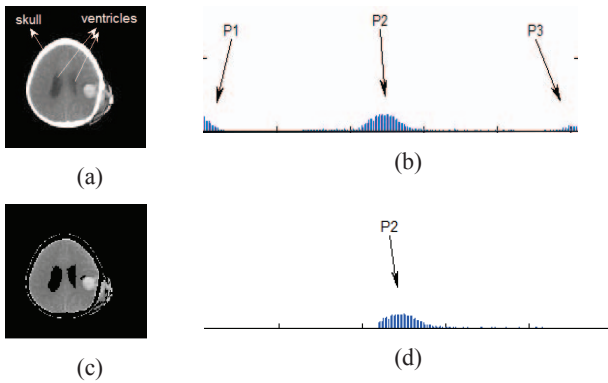 skull
ventricles
P1
P2
P3
(a)
(b)
P2
(c)
(d)